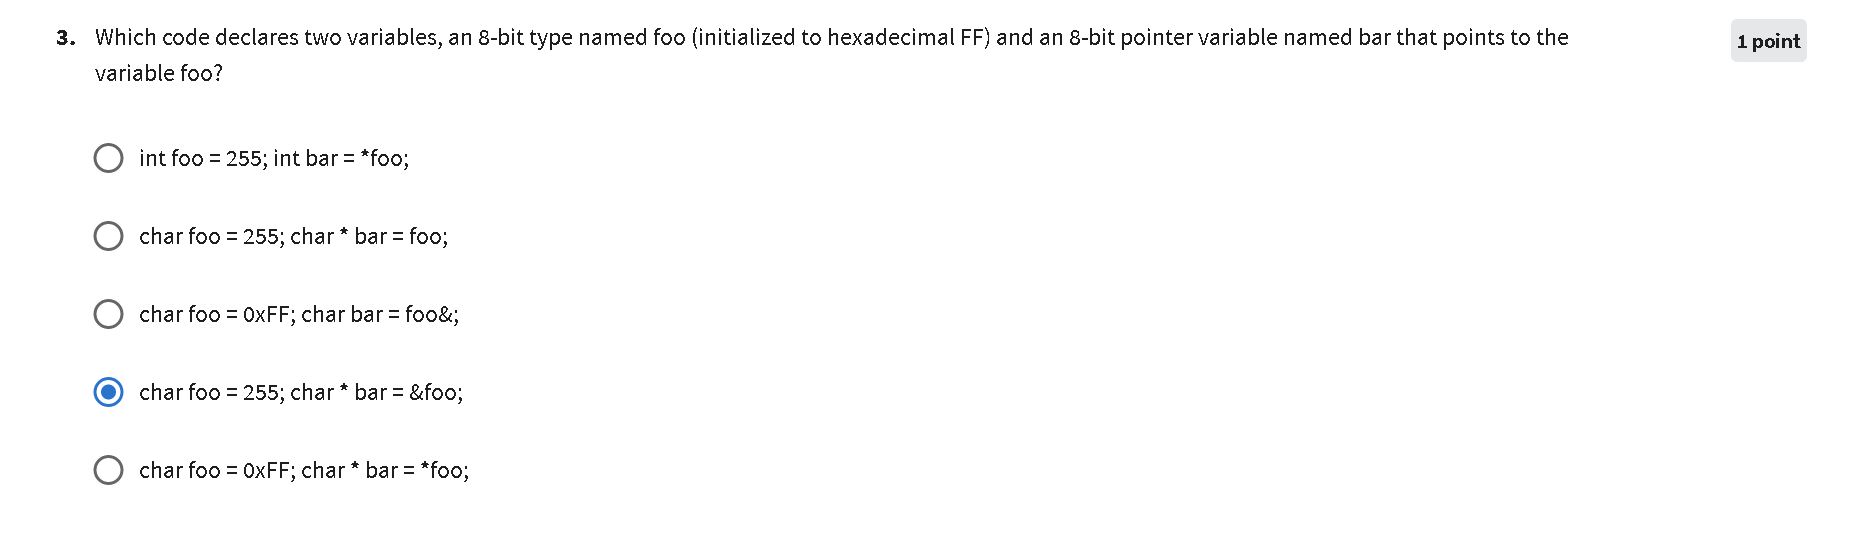 3. Which code declares two variables, an 8-bit type named foo (initialized to hexadecimal FF) and an 8-bit pointer variable named bar that points to the
variable foo?
1 point
int foo = 255; int bar = *foo;
char foo = 255; char * bar = foo;
char foo = 0xFF; char bar = foo&;
char foo = 255; char * bar = &foo;
char foo = 0xFF; char * bar = *foo;